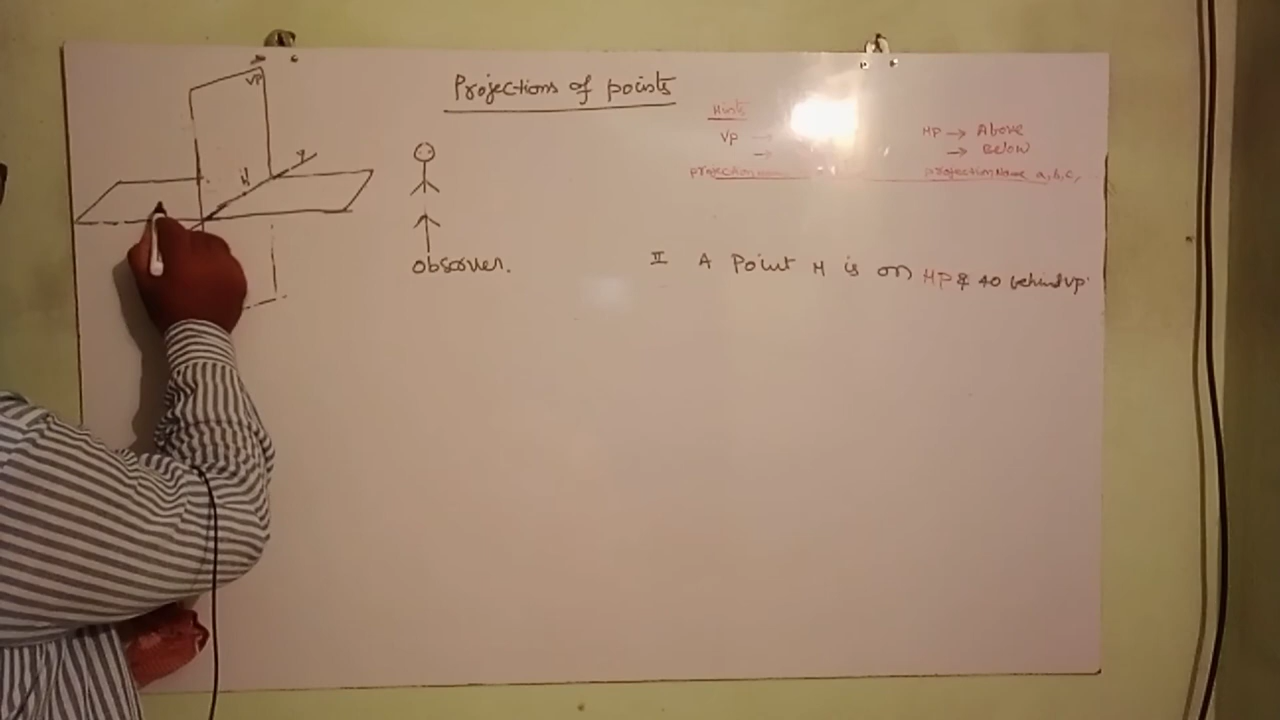 VP
Projections of points
Hints
VP →
→
HP → Above
→ Below
projection Name
projection Name a, b, c,
y
observer.
II A Point H is on HP & 40 behind VP.